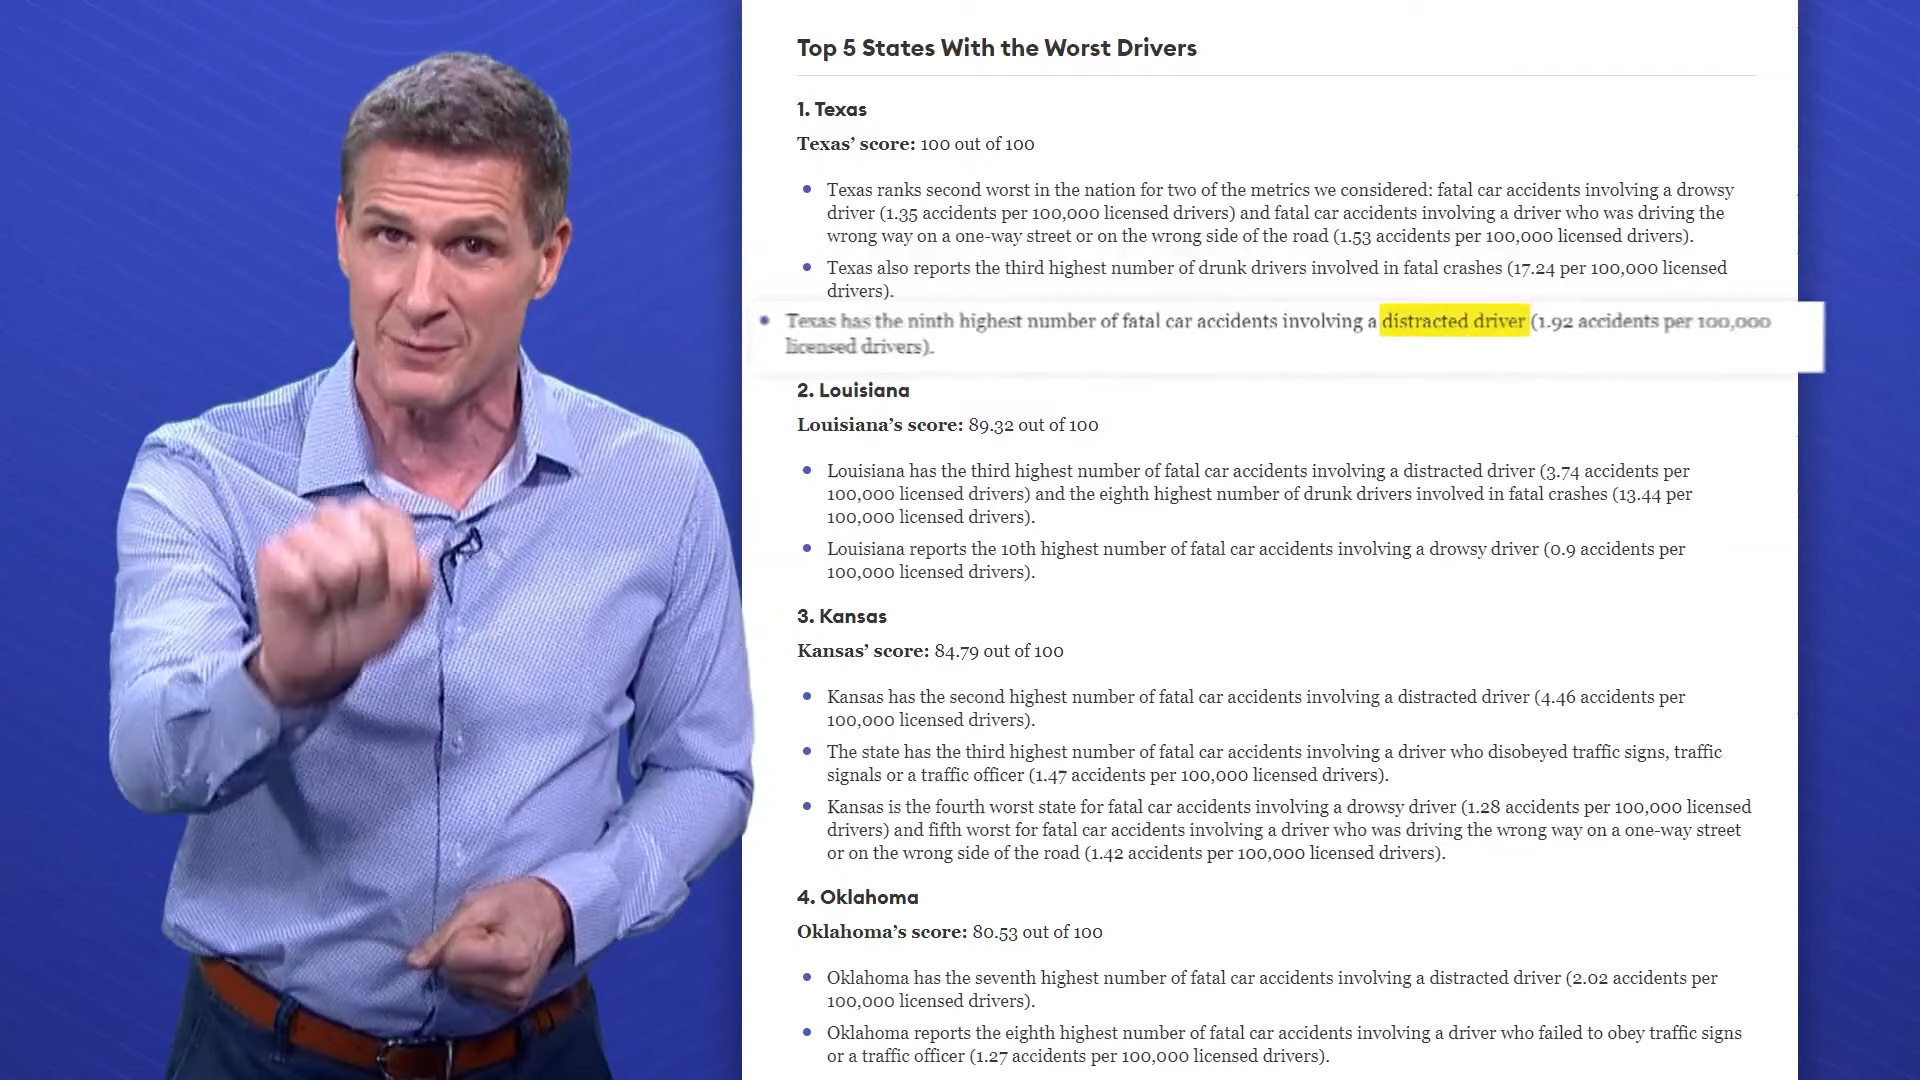 Top 5 States With the Worst Drivers
1. Texas
Texas’ score: 100 out of 100
Texas ranks second worst in the nation for two of the metrics we considered: fatal car accidents involving a drowsy
driver (1.35 accidents per 100,000 licensed drivers) and fatal car accidents involving a driver who was driving the
wrong way on a one-way street or on the wrong side of the road (1.53 accidents per 100,000 licensed drivers).
Texas also reports the third highest number of drunk drivers involved in fatal crashes (17.24 per 100,000 licensed
drivers).
Texas has the ninth highest number of fatal car accidents involving a distracted driver (1.92 accidents per 100,000
licensed drivers).
2. Louisiana
Louisiana’s score: 89.32 out of 100
Louisiana has the third highest number of fatal car accidents involving a distracted driver (3.74 accidents per
100,000 licensed drivers) and the eighth highest number of drunk drivers involved in fatal crashes (13.44 per
100,000 licensed drivers).
Louisiana reports the 10th highest number of fatal car accidents involving a drowsy driver (0.9 accidents per
100,000 licensed drivers).
3. Kansas
Kansas’ score: 84.79 out of 100
Kansas has the second highest number of fatal car accidents involving a distracted driver (4.46 accidents per
100,000 licensed drivers).
The state has the third highest number of fatal car accidents involving a driver who disobeyed traffic signs, traffic
signals or a traffic officer (1.47 accidents per 100,000 licensed drivers).
Kansas is the fourth worst state for fatal car accidents involving a drowsy driver (1.28 accidents per 100,000 licensed
drivers) and fifth worst for fatal car accidents involving a driver who was driving the wrong way on a one-way street
or on the wrong side of the road (1.42 accidents per 100,000 licensed drivers).
4. Oklahoma
Oklahoma’s score: 80.53 out of 100
Oklahoma has the seventh highest number of fatal car accidents involving a distracted driver (2.02 accidents per
100,000 licensed drivers).
Oklahoma reports the eighth highest number of fatal car accidents involving a driver who failed to obey traffic signs
or a traffic officer (1.27 accidents per 100,000 licensed drivers).